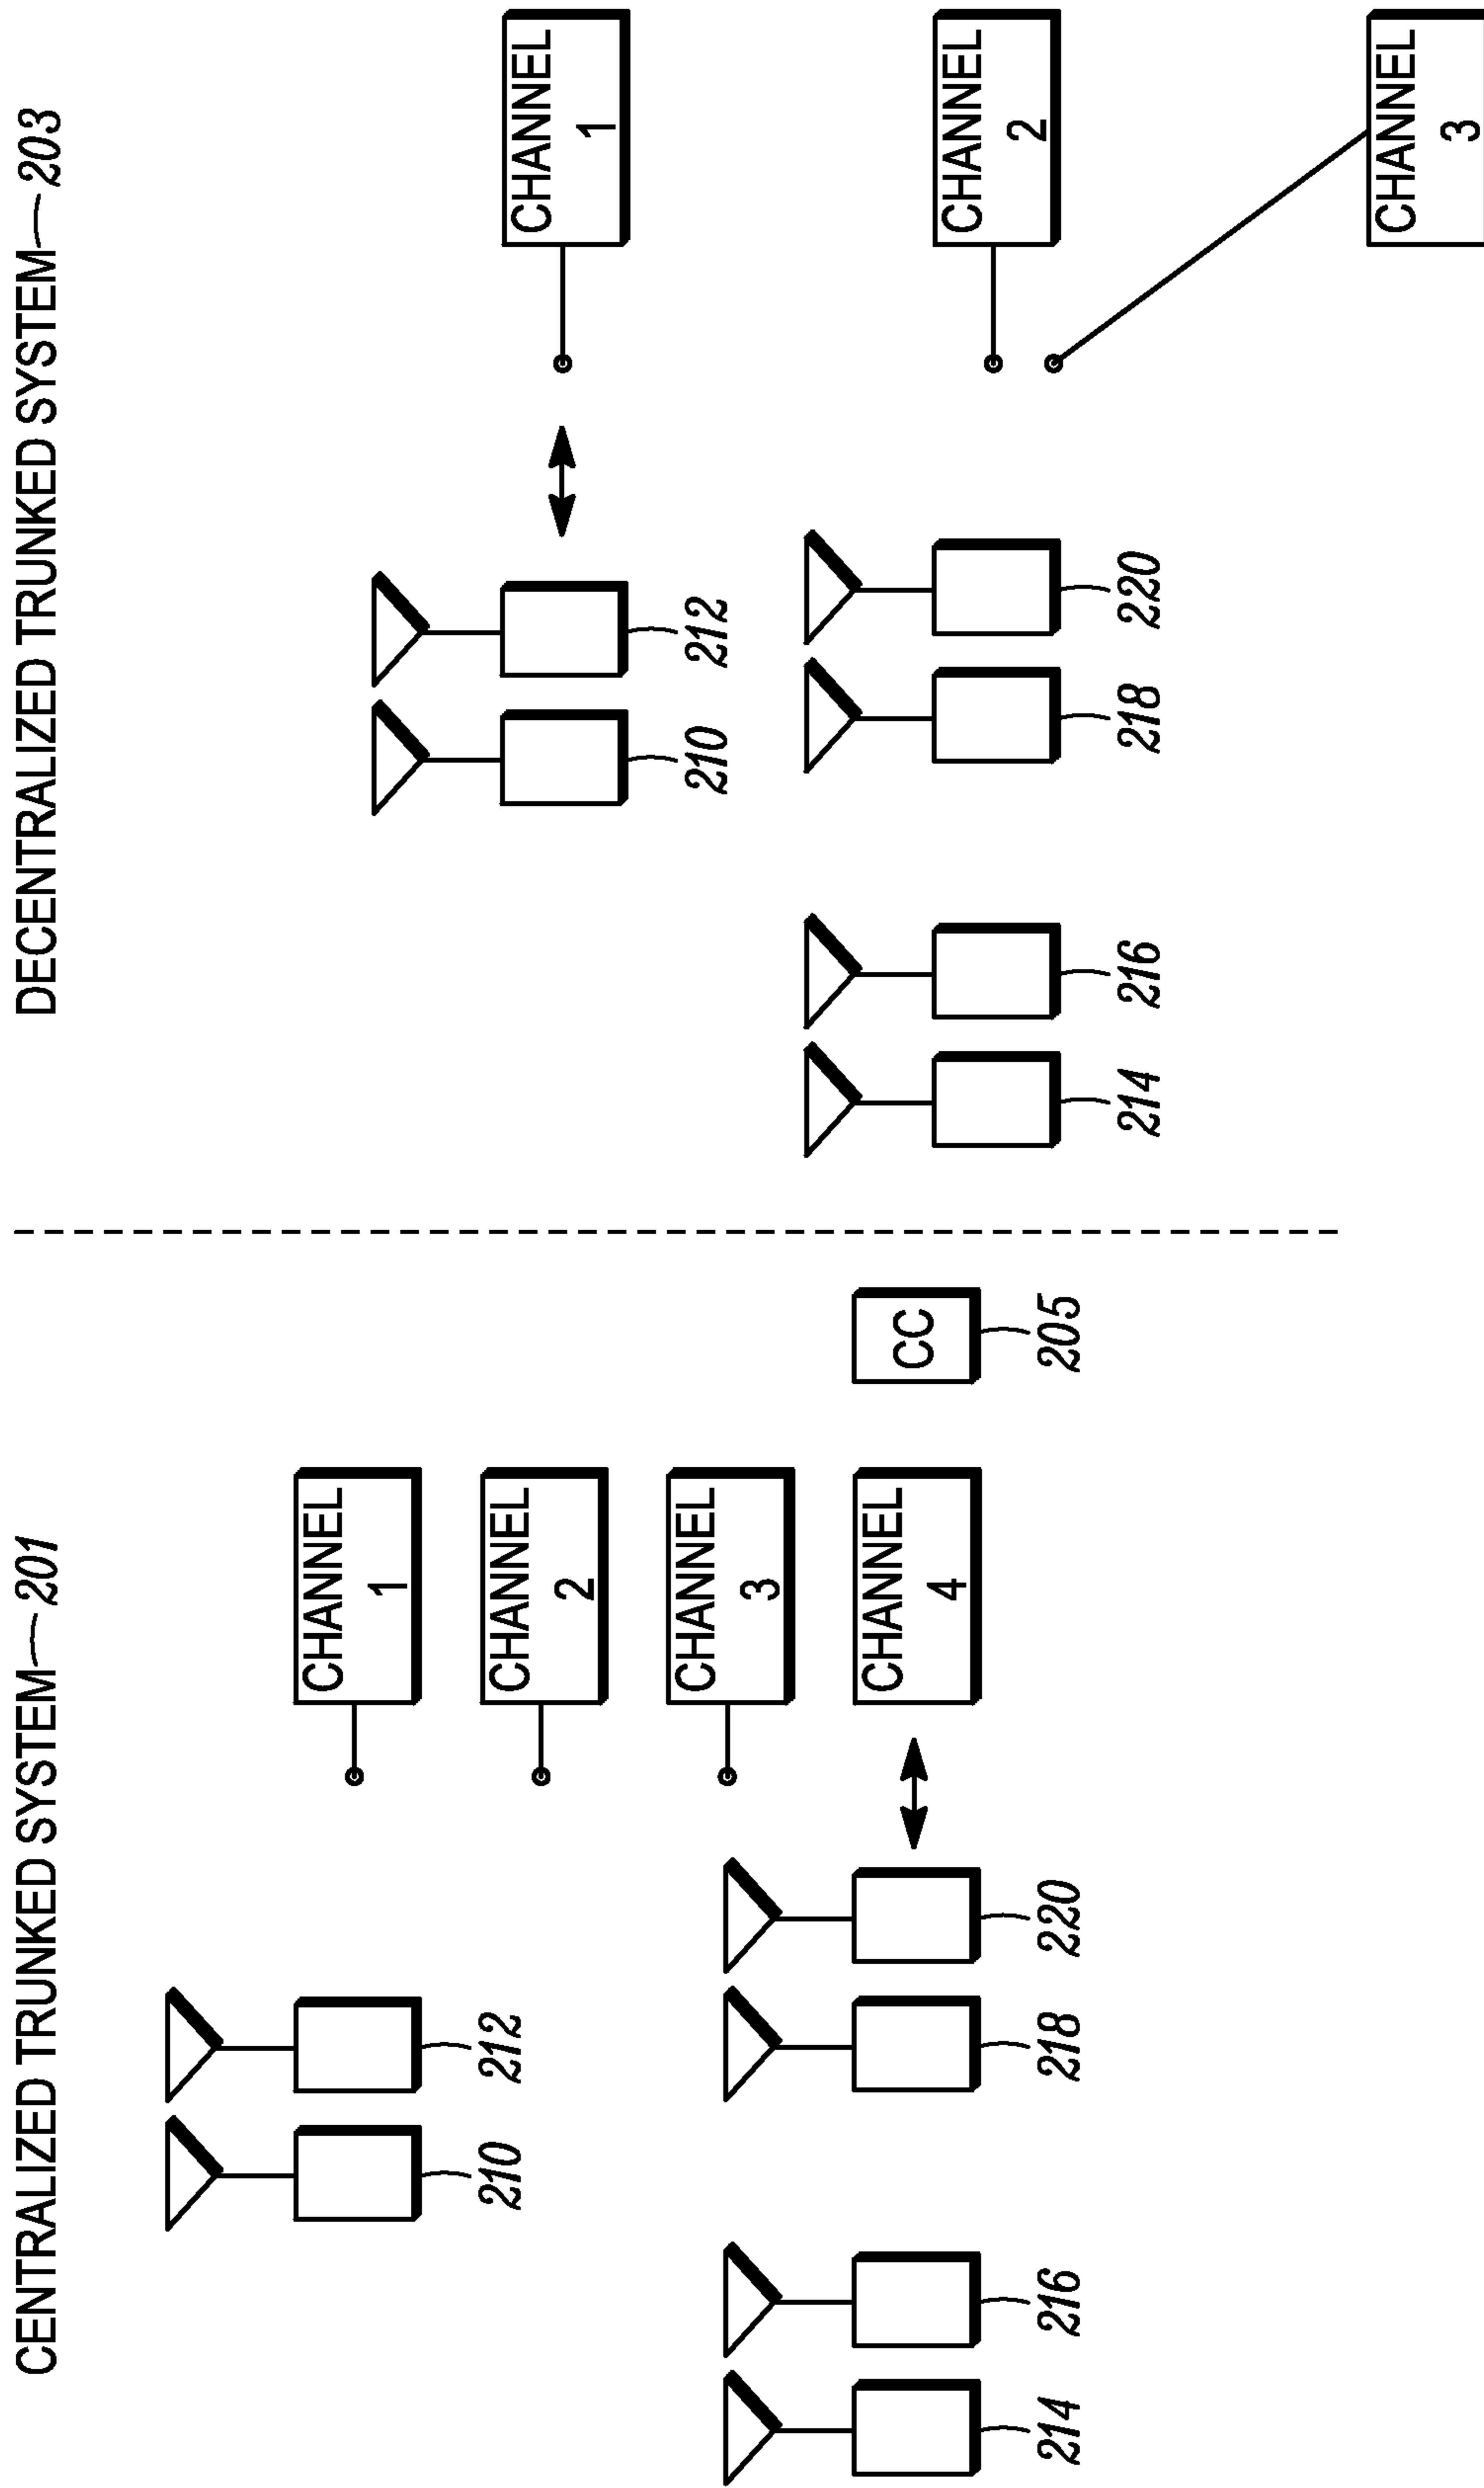 CENTRALIZED TRUNKED SYSTEM 201
212
210
CHANNEL
1
CHANNEL
2
CHANNEL
3
CHANNEL
4
CC
205
214
216
218
220
DECENTRALIZED TRUNKED SYSTEM 203
210
212
CHANNEL
1
214
216
218
220
CHANNEL
2
CHANNEL
3